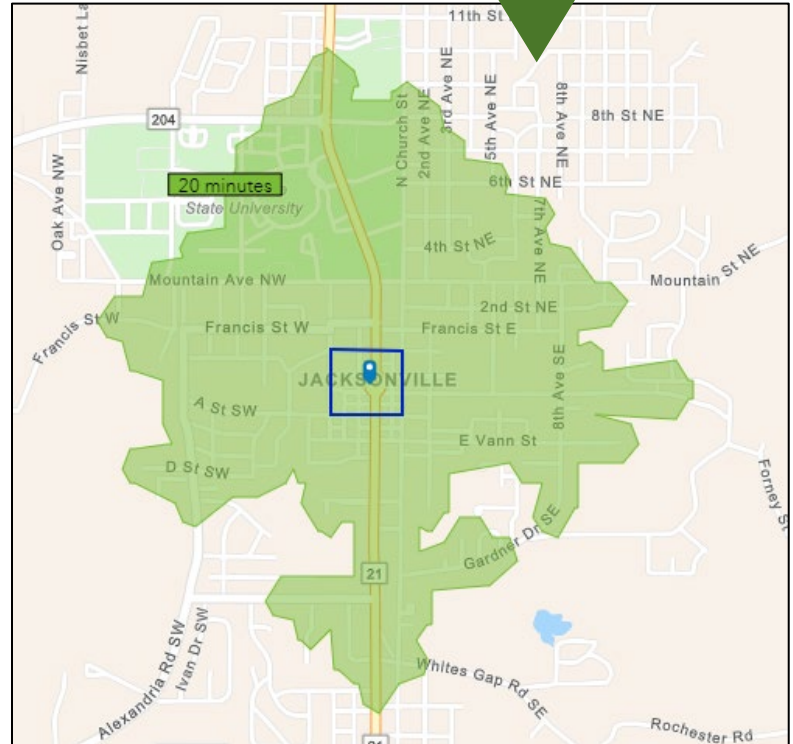 11th St
Nisbet La
3rd Ave NE
5th Ave NE
8th Ave NE
204
N Church St
2nd Ave NE
8th St NE
Oak Ave NW
20 minutes
6th St NE
State University
7th Ave NE
4th St NE
Mountain St NE
Mountain Ave NW
2nd St NE
Francis St W
Francis St W
Francis St E
JACKSONVILLE
8th Ave SE
A St SW
E Vann St
D St SW
Forney St
Gardner Dr SE
21
Alexandria Rd SW
Ivan Dr SW
Whites Gap Rd SE
Rochester Rd
21